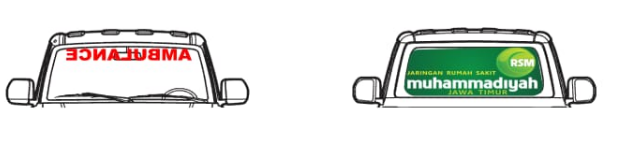 AMBULANCE
RSM
JARINGAN RUMAH SAKIT
muhammadiyah
JAWA TIMUR